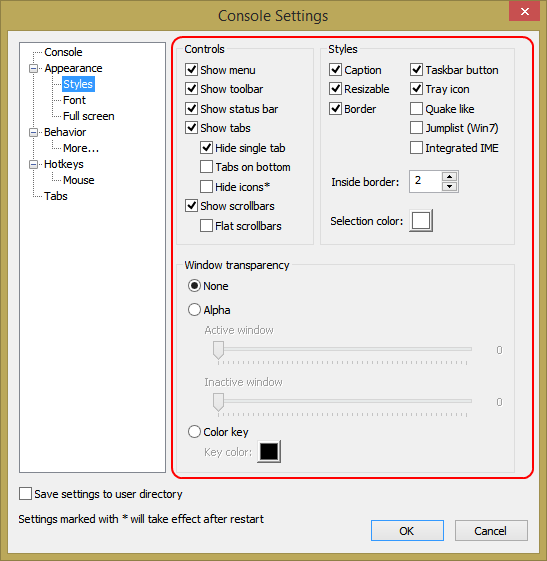 Console Settings
Console
Appearance
Styles
Font
Full screen
Behavior
More...
Hotkeys
Mouse
Tabs
Controls
Show menu
Show toolbar
Show status bar
Show tabs
Hide single tab
Tabs on bottom
Hide icons*
Show scrollbars
Flat scrollbars
Styles
Caption
Taskbar button
Resizable
Tray icon
Border
Quake like
Jumplist (Win7)
Integrated IME
Inside border: 2
Selection color:
Window transparency
None
Alpha
Active window
0
Inactive window
0
Color key
Key color:
Save settings to user directory
Settings marked with * will take effect after restart
OK
Cancel